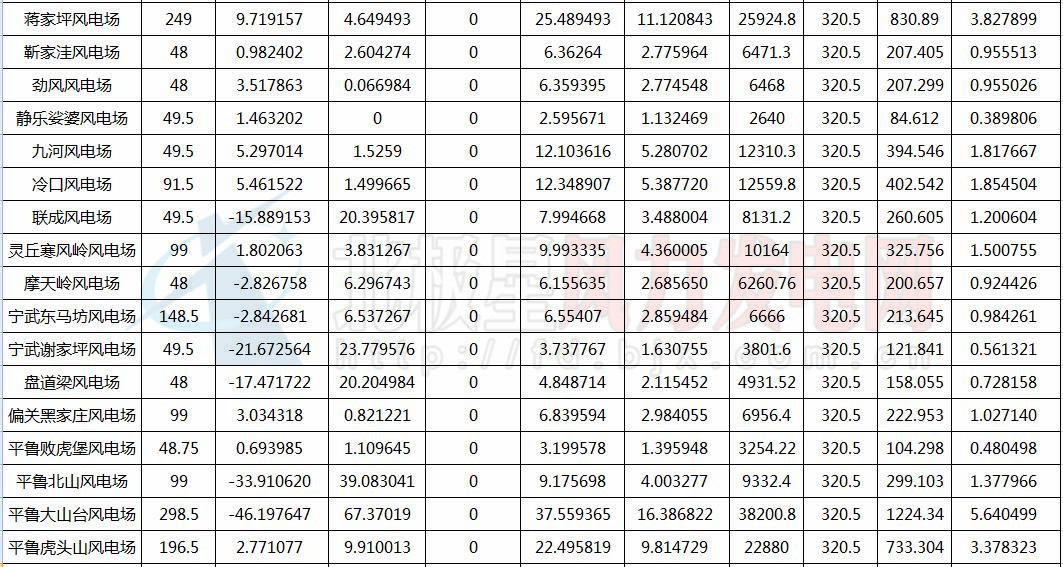 蒋家坪风电场 249 9.719157 4.649493 0 25.489493 11.120843 25924.8 320.5 830.89 3.827899
靳家洼风电场 48 0.982402 2.604274 0 6.36264 2.775964 6471.3 320.5 207.405 0.955513
劲风风电场 48 3.517863 0.066984 0 6.359395 2.774548 6468 320.5 207.299 0.955026
静乐娑婆风电场 49.5 1.463202 0 0 2.595671 1.132469 2640 320.5 84.612 0.389806
九河风电场 49.5 5.297014 1.5259 0 12.103616 5.280702 12310.3 320.5 394.546 1.817667
冷口风电场 91.5 5.461522 1.499665 0 12.348907 5.387720 12559.8 320.5 402.542 1.854504
联成风电场 49.5 -15.889153 20.395817 0 7.994668 3.488004 8131.2 320.5 260.605 1.200604
灵丘寒风岭风电场 99 1.802063 3.831267 0 9.993335 4.360005 10164 320.5 325.756 1.500755
摩天岭风电场 48 -2.826758 6.296743 0 6.155635 2.685650 6260.76 320.5 200.657 0.924426
宁武东马坊风电场 148.5 -2.842681 6.537267 0 6.55407 2.859484 6666 320.5 213.645 0.984261
宁武谢家坪风电场 49.5 -21.672564 23.779576 0 3.737767 1.630755 3801.6 320.5 121.841 0.561321
盘道梁风电场 48 -17.471722 20.204984 0 4.848714 2.115452 4931.52 320.5 158.055 0.728158
偏关黑家庄风电场 99 3.034318 0.821221 0 6.839594 2.984055 6956.4 320.5 222.953 1.027140
平鲁败虎堡风电场 48.75 0.693985 1.109645 0 3.199578 1.395948 3254.22 320.5 104.298 0.480498
平鲁北山风电场 99 -33.910620 39.083041 0 9.175698 4.003277 9332.4 320.5 299.103 1.377966
平鲁大山台风电场 298.5 -46.197647 67.37019 0 37.559365 16.386822 38200.8 320.5 1224.34 5.640499
平鲁虎头山风电场 196.5 2.771077 9.910013 0 22.495819 9.814729 22880 320.5 733.304 3.378323
北极星风力发电网
http://fd.bjx.com.cn